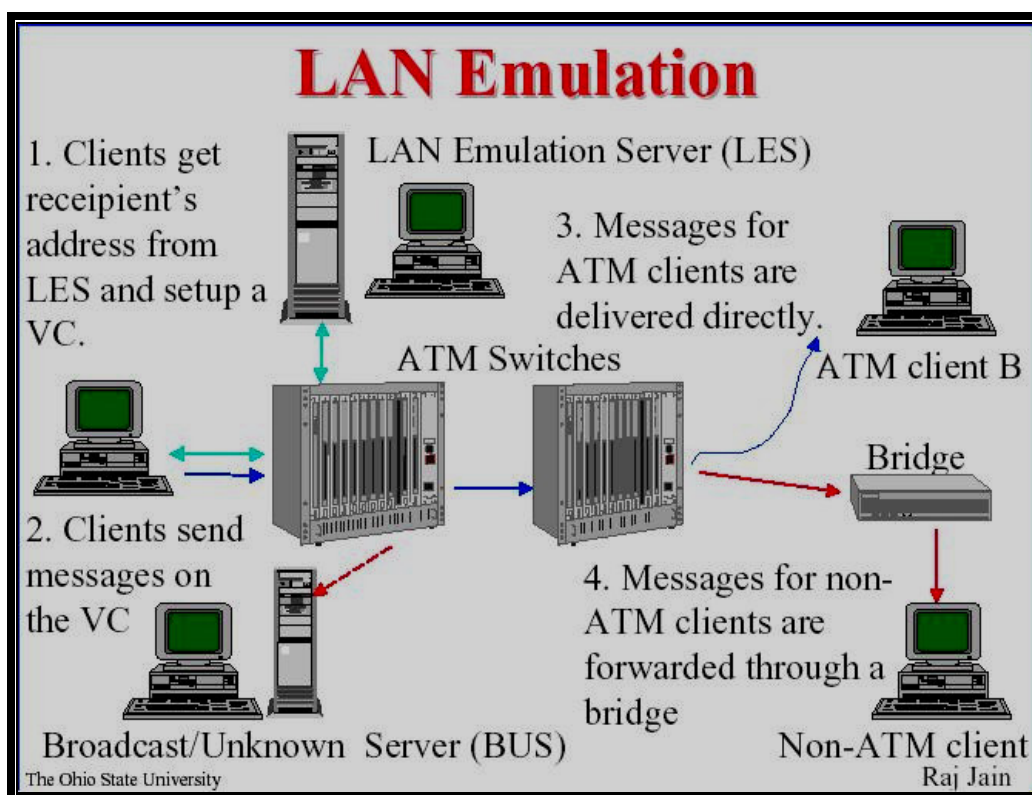 LAN Emulation
1. Clients get
receipient's
address from
LES and setup a
VC.
LAN Emulation Server (LES)
3. Messages for
ATM clients are
delivered directly.
ATM Switches
ATM client B
Bridge
2. Clients send
messages on
the VC
4. Messages for non-
ATM clients are
forwarded through a
bridge
Broadcast/Unknown Server (BUS)
Non-ATM client
The Ohio State University
Raj Jain